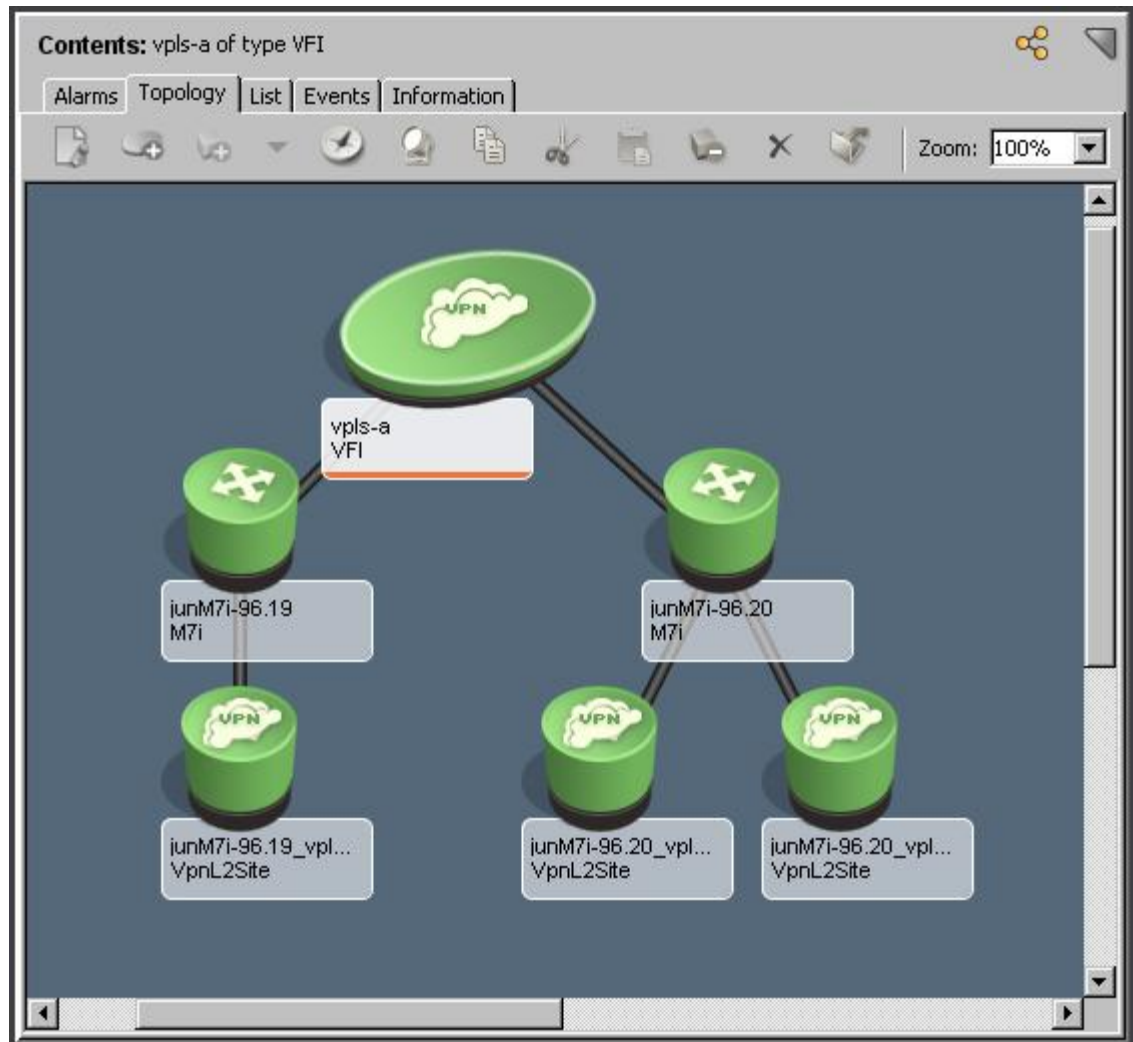 Contents: vpls-a of type VFI
Alarms Topology List Events Information
Zoom: 100%
VPN
vpls-a
VFI
junM7i-96.19
M7i
junM7i-96.20
M7i
VPN
VPN
VPN
junM7i-96.19_vpl...
VpnL2Site
junM7i-96.20_vpl...
VpnL2Site
junM7i-96.20_vpl...
VpnL2Site